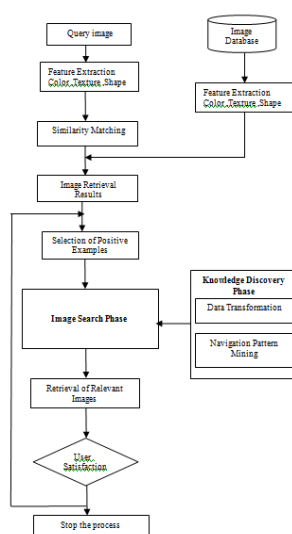 Query image
Image
Database
Feature Extraction
Color ,Texture ,Shape
Feature Extraction
Color ,Texture ,Shape
Similarity Matching
Image Retrieval
Results
Selection of Positive
Examples
Knowledge Discovery
Phase
Data Transformation
Image Search Phase
Navigation Pattern
Mining
Retrieval of Relevant
Images
User
Satisfaction
Stop the process